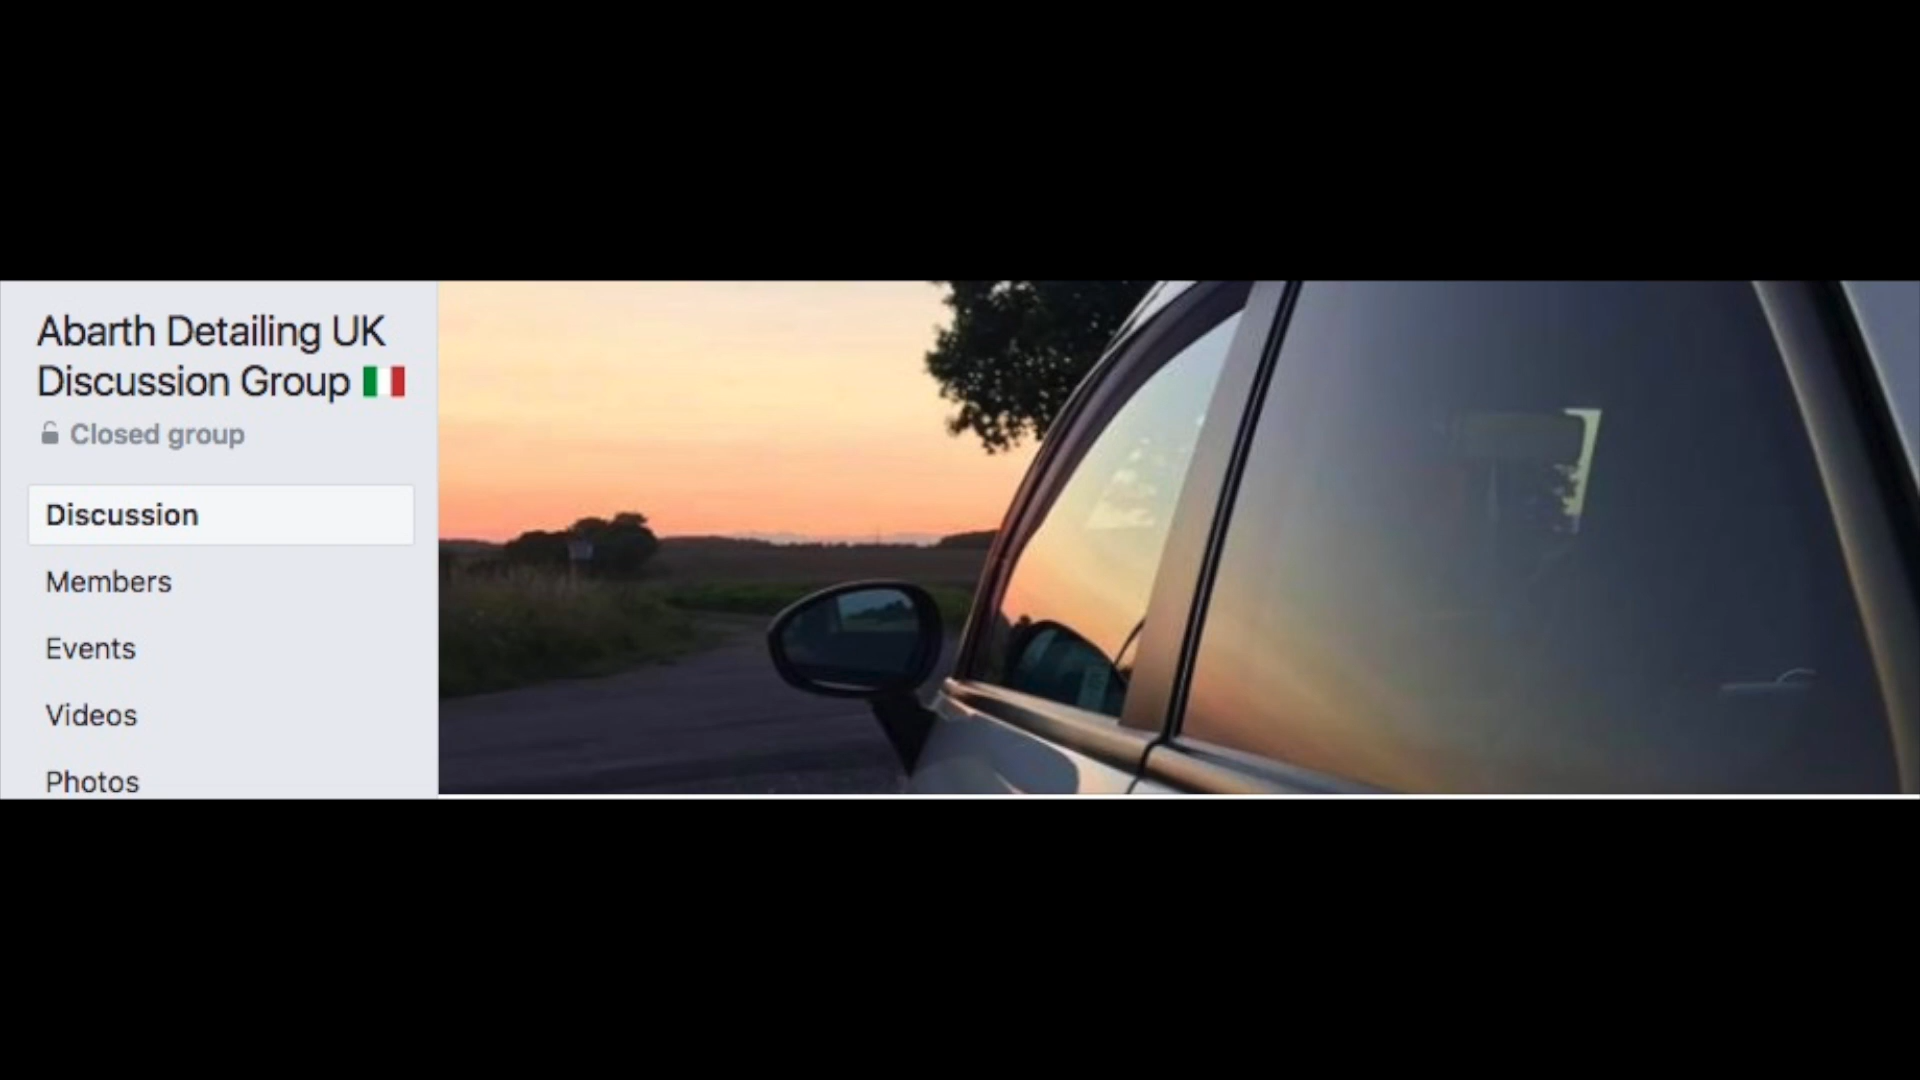 Abarth Detailing UK
Discussion Group 🇮🇹
Closed group
Discussion
Members
Events
Videos
Photos